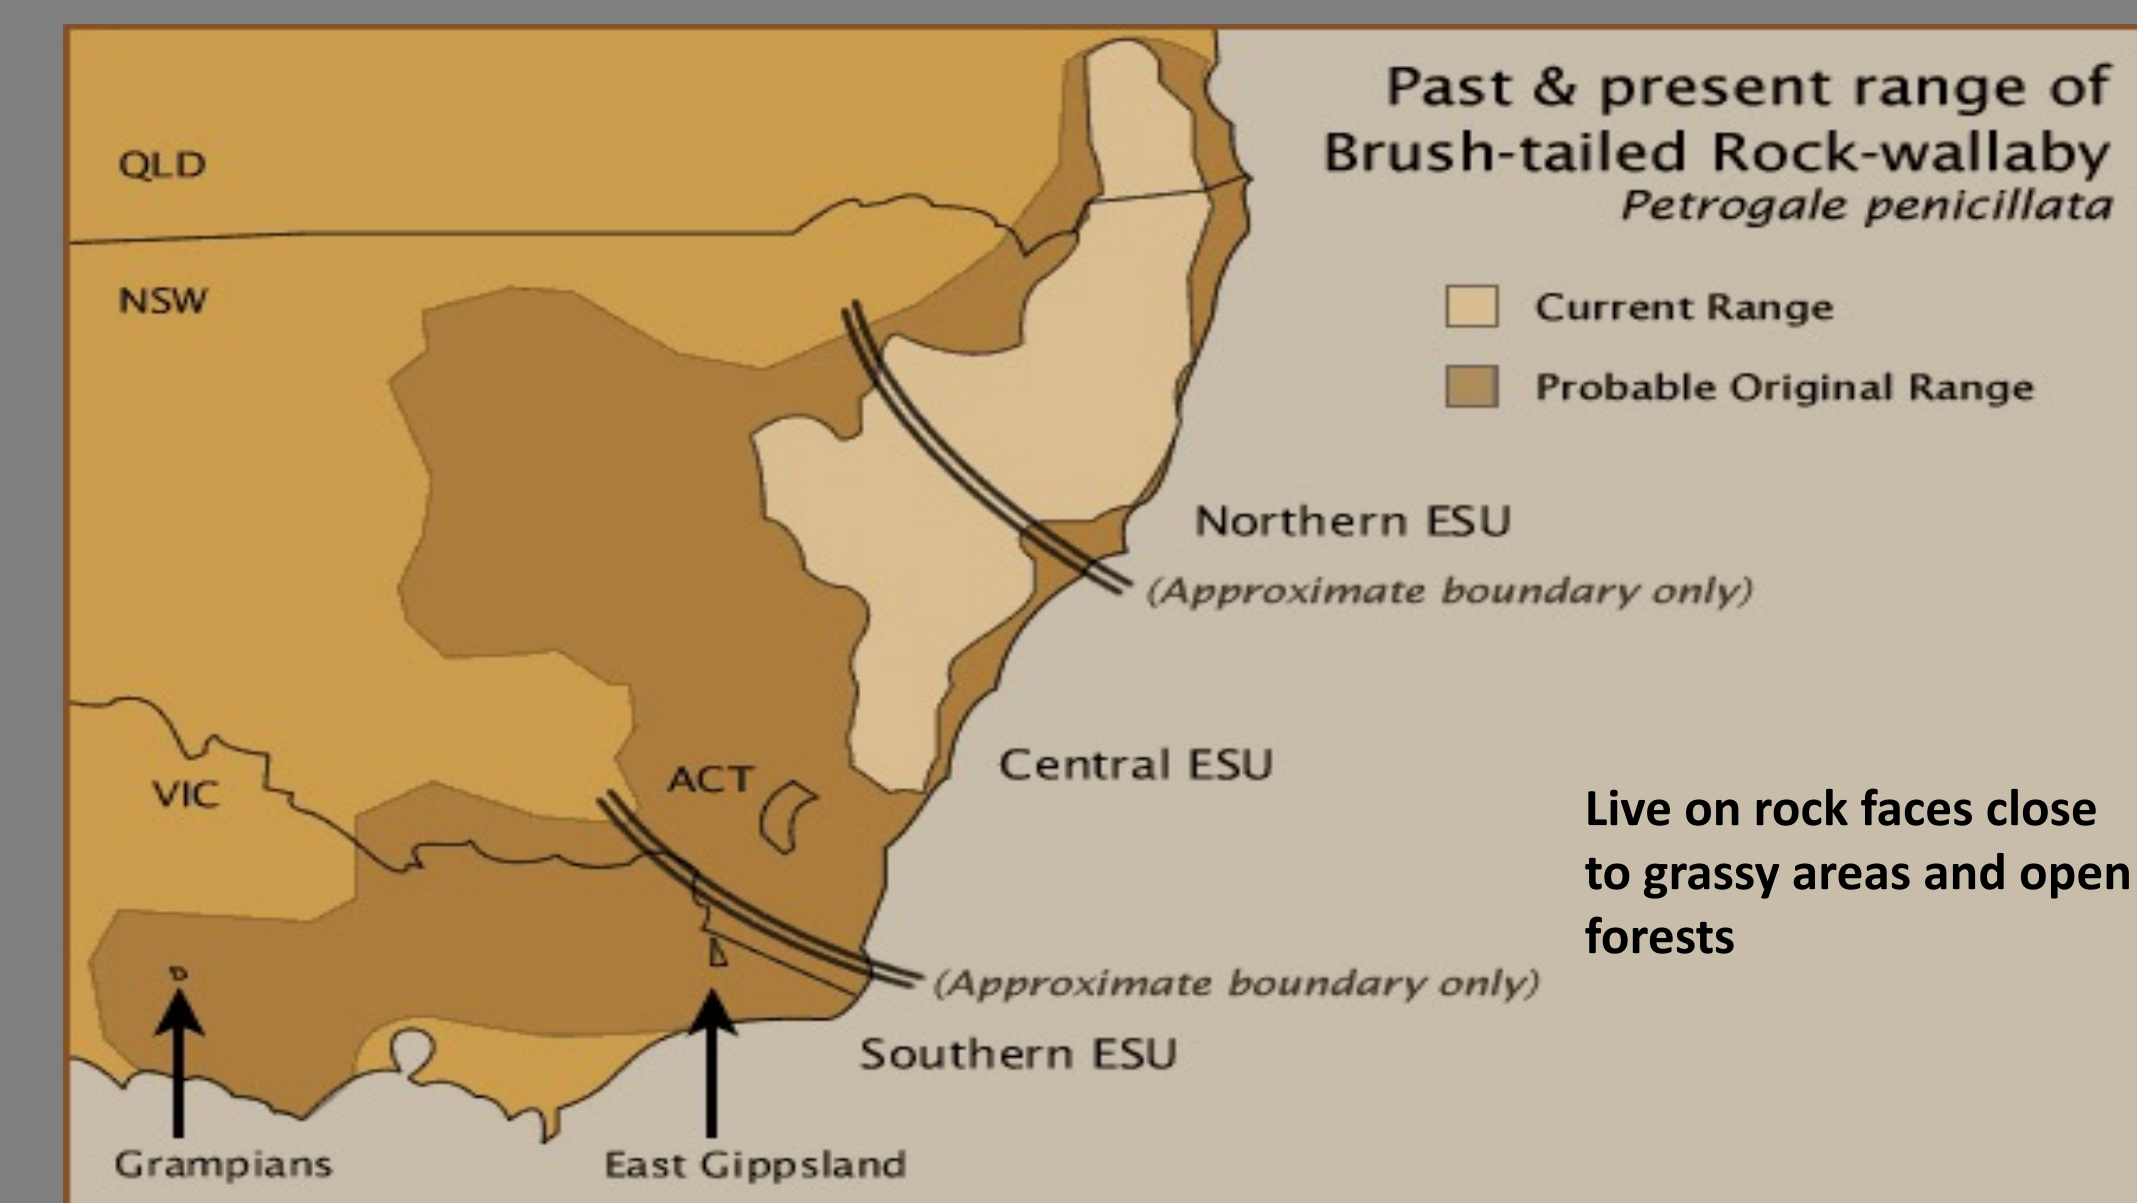 Past & present range of
Brush-tailed Rock-wallaby
Petrogale penicillata
QLD
NSW
Current Range
Probable Original Range
Northern ESU
(Approximate boundary only)
Central ESU
ACT
VIC
Live on rock faces close
to grassy areas and open
forests
(Approximate boundary only)
Southern ESU
Grampians
East Gippsland